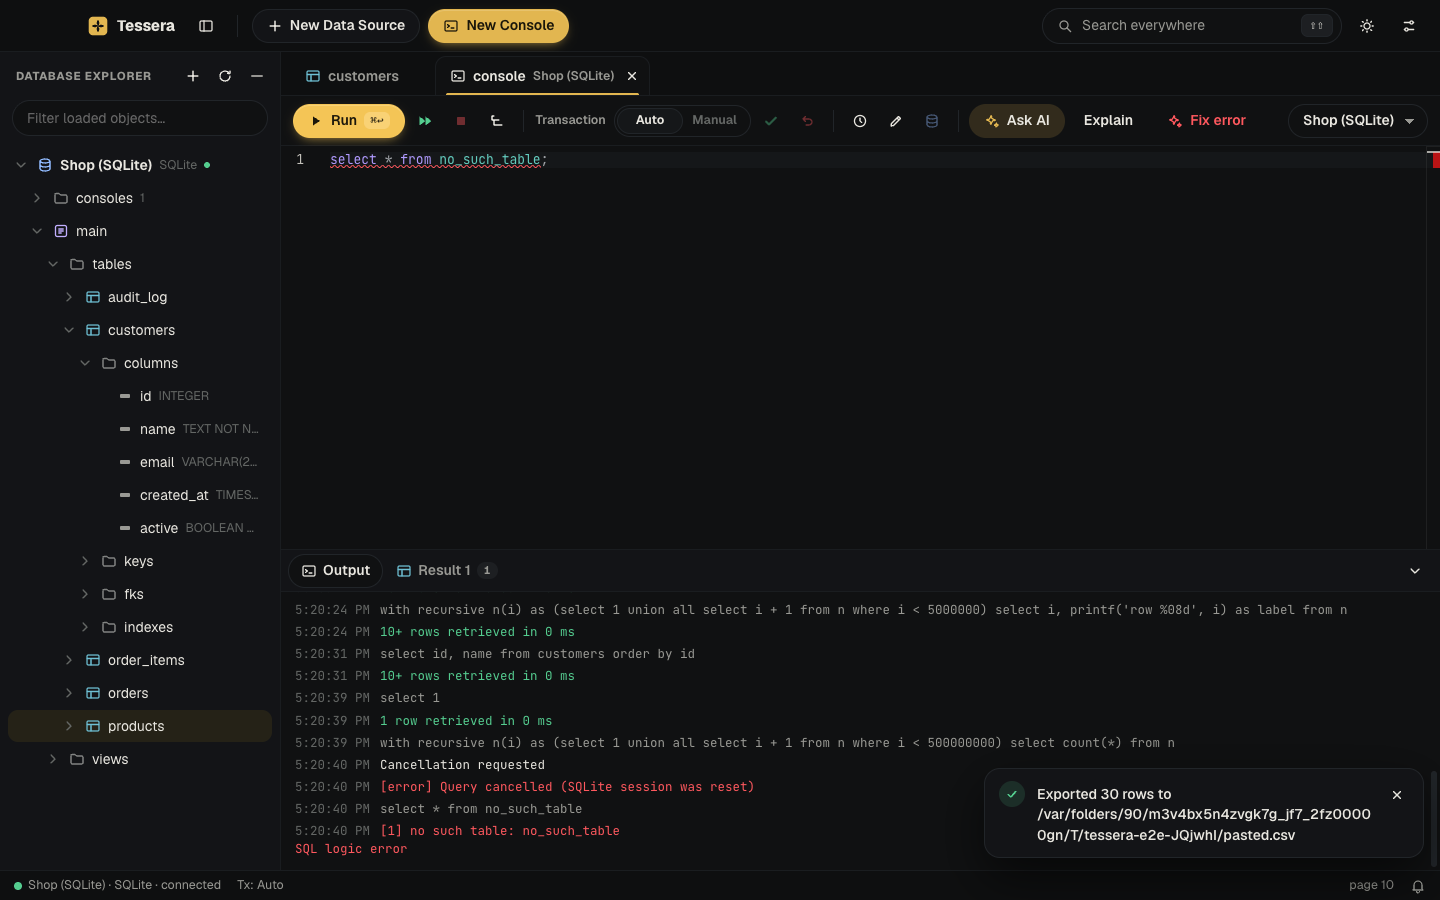 Tessera
New Data Source
New Console
Search everywhere
⇧⇧
DATABASE EXPLORER
customers
console Shop (SQLite)
Filter loaded objects…
Run ⌘↵
Transaction
Auto
Manual
Ask AI
Explain
Fix error
Shop (SQLite)
Shop (SQLite) SQLite
consoles 1
main
tables
audit_log
customers
columns
id INTEGER
name TEXT NOT N…
email VARCHAR(2…
created_at TIMES…
active BOOLEAN …
keys
fks
indexes
order_items
orders
products
views
1 select * from no_such_table;
Output
Result 1 1
5:20:24 PM with recursive n(i) as (select 1 union all select i + 1 from n where i < 5000000) select i, printf('row %08d', i) as label from n
5:20:24 PM 10+ rows retrieved in 0 ms
5:20:31 PM select id, name from customers order by id
5:20:31 PM 10+ rows retrieved in 0 ms
5:20:39 PM select 1
5:20:39 PM 1 row retrieved in 0 ms
5:20:39 PM with recursive n(i) as (select 1 union all select i + 1 from n where i < 500000000) select count(*) from n
5:20:40 PM Cancellation requested
5:20:40 PM [error] Query cancelled (SQLite session was reset)
5:20:40 PM select * from no_such_table
5:20:40 PM [1] no such table: no_such_table
SQL logic error
Exported 30 rows to
/var/folders/90/m3v4bx5n4zvgk7g_jf7_2fz0000
0gn/T/tessera-e2e-JQjwhI/pasted.csv
Shop (SQLite) · SQLite · connected
Tx: Auto
page 10